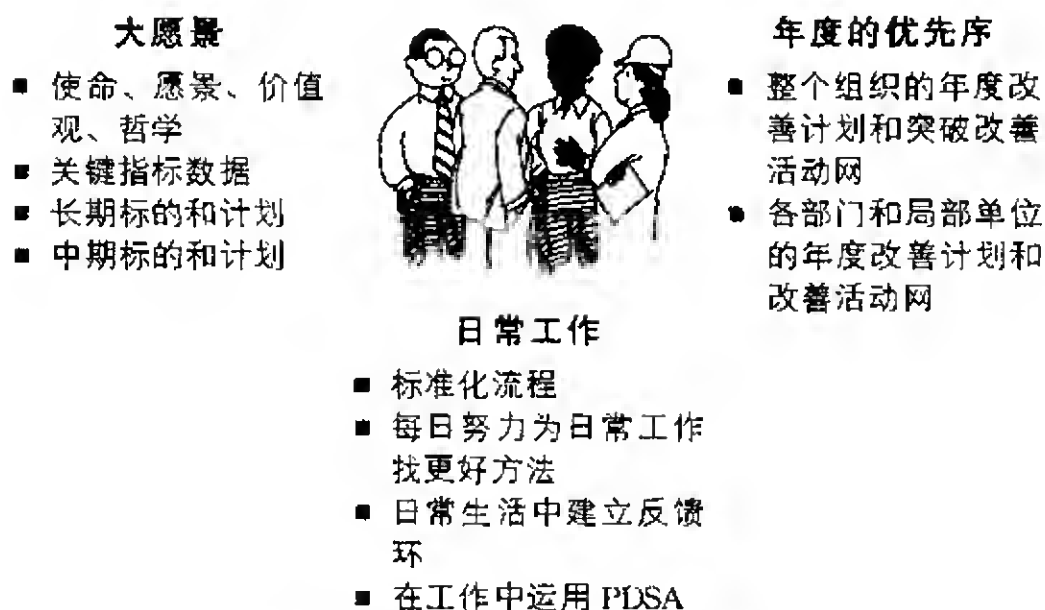 大愿景
■ 使命、愿景、价值
观、哲学
■ 关键指标数据
■ 长期标的和计划
■ 中期标的和计划
年度的优先序
■ 整个组织的年度改
善计划和突破改善
活动网
■ 各部门和局部单位
的年度改善计划和
改善活动网
日常工作
■ 标准化流程
■ 每日努力为日常工作
找更好方法
■ 日常生活中建立反馈
环
■ 在工作中运用 PDSA